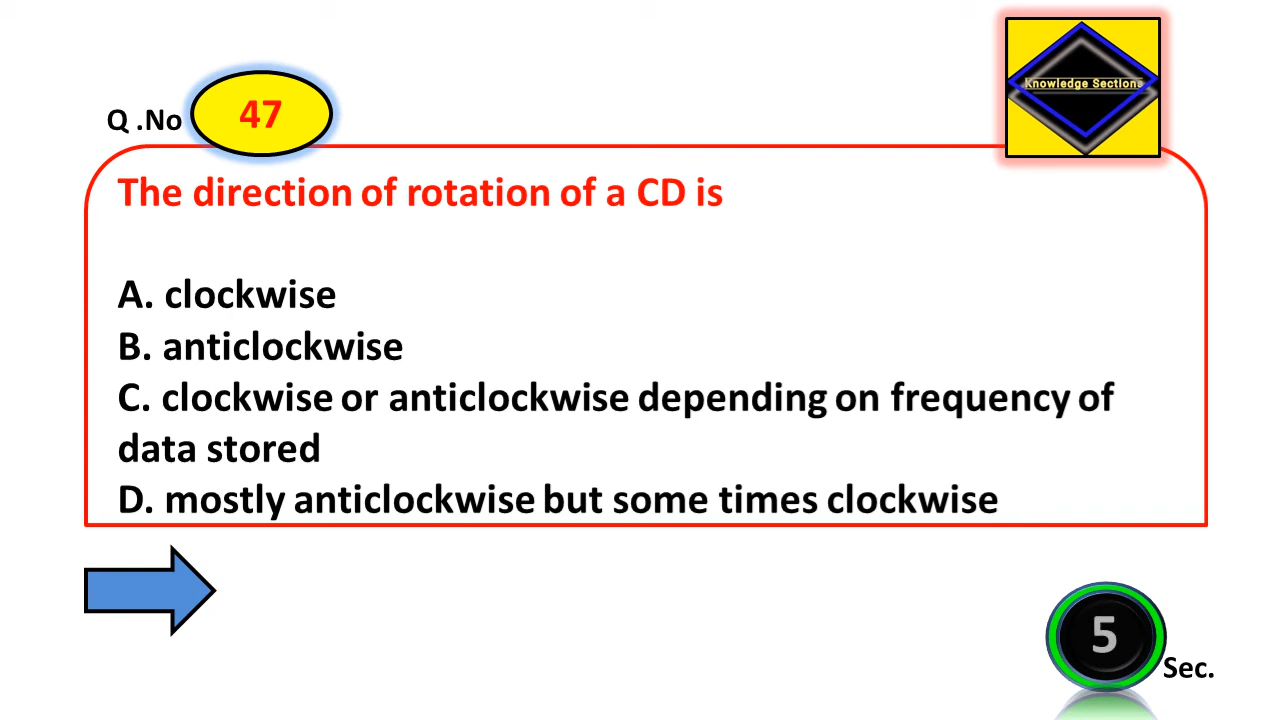 Q .No 47
Knowledge Sections
The direction of rotation of a CD is
A. clockwise
B. anticlockwise
C. clockwise or anticlockwise depending on frequency of
data stored
D. mostly anticlockwise but some times clockwise
5
Sec.